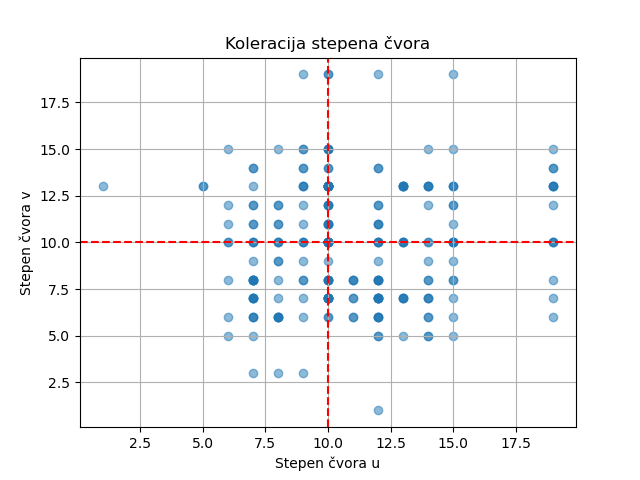 Koleracija stepena čvora
17.5
15.0
12.5
10.0
7.5
5.0
2.5
Stepen čvora v
2.5 5.0 7.5 10.0 12.5 15.0 17.5
Stepen čvora u